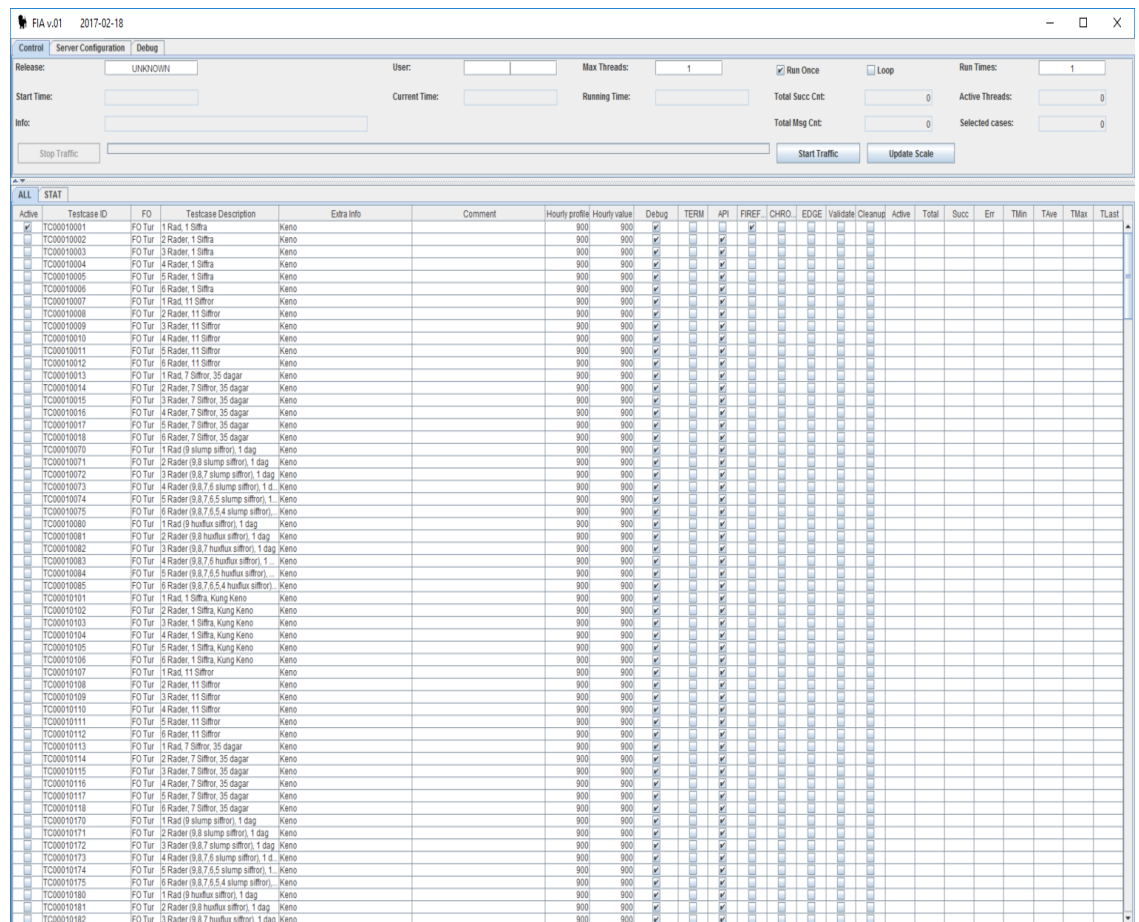 FIA v.01 2017-02-18
Control Server Configuration Debug
Release: UNKNOWN User: Max Threads: 1 Run Once Loop Run Times: 1
Start Time: Current Time: Running Time: Total Succ Cnt: 0 Active Threads: 0
Info: Total Msg Cnt: 0 Selected cases: 0
Stop Traffic Start Traffic Update Scale
ALL STAT
Active Testcase ID FO Testcase Description Extra Info Comment Hourly profile Hourly value Debug TERM API FIREF... CHRO... EDGE Validate Cleanup Active Total Succ Err TMin TAve TMax TLast
TC00010001 FO Tur 1 Rad, 1 Siffra Keno 900 900
TC00010002 FO Tur 2 Rader, 1 Siffra Keno 900 900
TC00010003 FO Tur 3 Rader, 1 Siffra Keno 900 900
TC00010004 FO Tur 4 Rader, 1 Siffra Keno 900 900
TC00010005 FO Tur 5 Rader, 1 Siffra Keno 900 900
TC00010006 FO Tur 6 Rader, 1 Siffra Keno 900 900
TC00010007 FO Tur 1 Rad, 11 Siffror Keno 900 900
TC00010008 FO Tur 2 Rader, 11 Siffror Keno 900 900
TC00010009 FO Tur 3 Rader, 11 Siffror Keno 900 900
TC00010010 FO Tur 4 Rader, 11 Siffror Keno 900 900
TC00010011 FO Tur 5 Rader, 11 Siffror Keno 900 900
TC00010012 FO Tur 6 Rader, 11 Siffror Keno 900 900
TC00010013 FO Tur 1 Rad, 7 Siffror, 35 dagar Keno 900 900
TC00010014 FO Tur 2 Rader, 7 Siffror, 35 dagar Keno 900 900
TC00010015 FO Tur 3 Rader, 7 Siffror, 35 dagar Keno 900 900
TC00010016 FO Tur 4 Rader, 7 Siffror, 35 dagar Keno 900 900
TC00010017 FO Tur 5 Rader, 7 Siffror, 35 dagar Keno 900 900
TC00010018 FO Tur 6 Rader, 7 Siffror, 35 dagar Keno 900 900
TC00010070 FO Tur 1 Rad (9 slump siffror), 1 dag Keno 900 900
TC00010071 FO Tur 2 Rader (9,8 slump siffror), 1 dag Keno 900 900
TC00010072 FO Tur 3 Rader (9,8,7 slump siffror), 1 dag Keno 900 900
TC00010073 FO Tur 4 Rader (9,8,7,6 slump siffror), 1 d... Keno 900 900
TC00010074 FO Tur 5 Rader (9,8,7,6,5 slump siffror), 1... Keno 900 900
TC00010075 FO Tur 6 Rader (9,8,7,6,5,4 slump siffror),... Keno 900 900
TC00010080 FO Tur 1 Rad (9 huxflux siffror), 1 dag Keno 900 900
TC00010081 FO Tur 2 Rader (9,8 huxflux siffror), 1 dag Keno 900 900
TC00010082 FO Tur 3 Rader (9,8,7 huxflux siffror), 1 dag Keno 900 900
TC00010083 FO Tur 4 Rader (9,8,7,6 huxflux siffror), 1 ... Keno 900 900
TC00010084 FO Tur 5 Rader (9,8,7,6,5 huxflux siffror), ... Keno 900 900
TC00010085 FO Tur 6 Rader (9,8,7,6,5,4 huxflux siffror)... Keno 900 900
TC00010101 FO Tur 1 Rad, 1 Siffra, Kung Keno Keno 900 900
TC00010102 FO Tur 2 Rader, 1 Siffra, Kung Keno Keno 900 900
TC00010103 FO Tur 3 Rader, 1 Siffra, Kung Keno Keno 900 900
TC00010104 FO Tur 4 Rader, 1 Siffra, Kung Keno Keno 900 900
TC00010105 FO Tur 5 Rader, 1 Siffra, Kung Keno Keno 900 900
TC00010106 FO Tur 6 Rader, 1 Siffra, Kung Keno Keno 900 900
TC00010107 FO Tur 1 Rad, 11 Siffror Keno 900 900
TC00010108 FO Tur 2 Rader, 11 Siffror Keno 900 900
TC00010109 FO Tur 3 Rader, 11 Siffror Keno 900 900
TC00010110 FO Tur 4 Rader, 11 Siffror Keno 900 900
TC00010111 FO Tur 5 Rader, 11 Siffror Keno 900 900
TC00010112 FO Tur 6 Rader, 11 Siffror Keno 900 900
TC00010113 FO Tur 1 Rad, 7 Siffror, 35 dagar Keno 900 900
TC00010114 FO Tur 2 Rader, 7 Siffror, 35 dagar Keno 900 900
TC00010115 FO Tur 3 Rader, 7 Siffror, 35 dagar Keno 900 900
TC00010116 FO Tur 4 Rader, 7 Siffror, 35 dagar Keno 900 900
TC00010117 FO Tur 5 Rader, 7 Siffror, 35 dagar Keno 900 900
TC00010118 FO Tur 6 Rader, 7 Siffror, 35 dagar Keno 900 900
TC00010170 FO Tur 1 Rad (9 slump siffror), 1 dag Keno 900 900
TC00010171 FO Tur 2 Rader (9,8 slump siffror), 1 dag Keno 900 900
TC00010172 FO Tur 3 Rader (9,8,7 slump siffror), 1 dag Keno 900 900
TC00010173 FO Tur 4 Rader (9,8,7,6 slump siffror), 1 d... Keno 900 900
TC00010174 FO Tur 5 Rader (9,8,7,6,5 slump siffror), 1... Keno 900 900
TC00010175 FO Tur 6 Rader (9,8,7,6,5,4 slump siffror),... Keno 900 900
TC00010180 FO Tur 1 Rad (9 huxflux siffror), 1 dag Keno 900 900
TC00010181 FO Tur 2 Rader (9,8 huxflux siffror), 1 dag Keno 900 900
TC00010182 FO Tur 3 Rader (9,8,7 huxflux siffror), 1 dag Keno 900 900